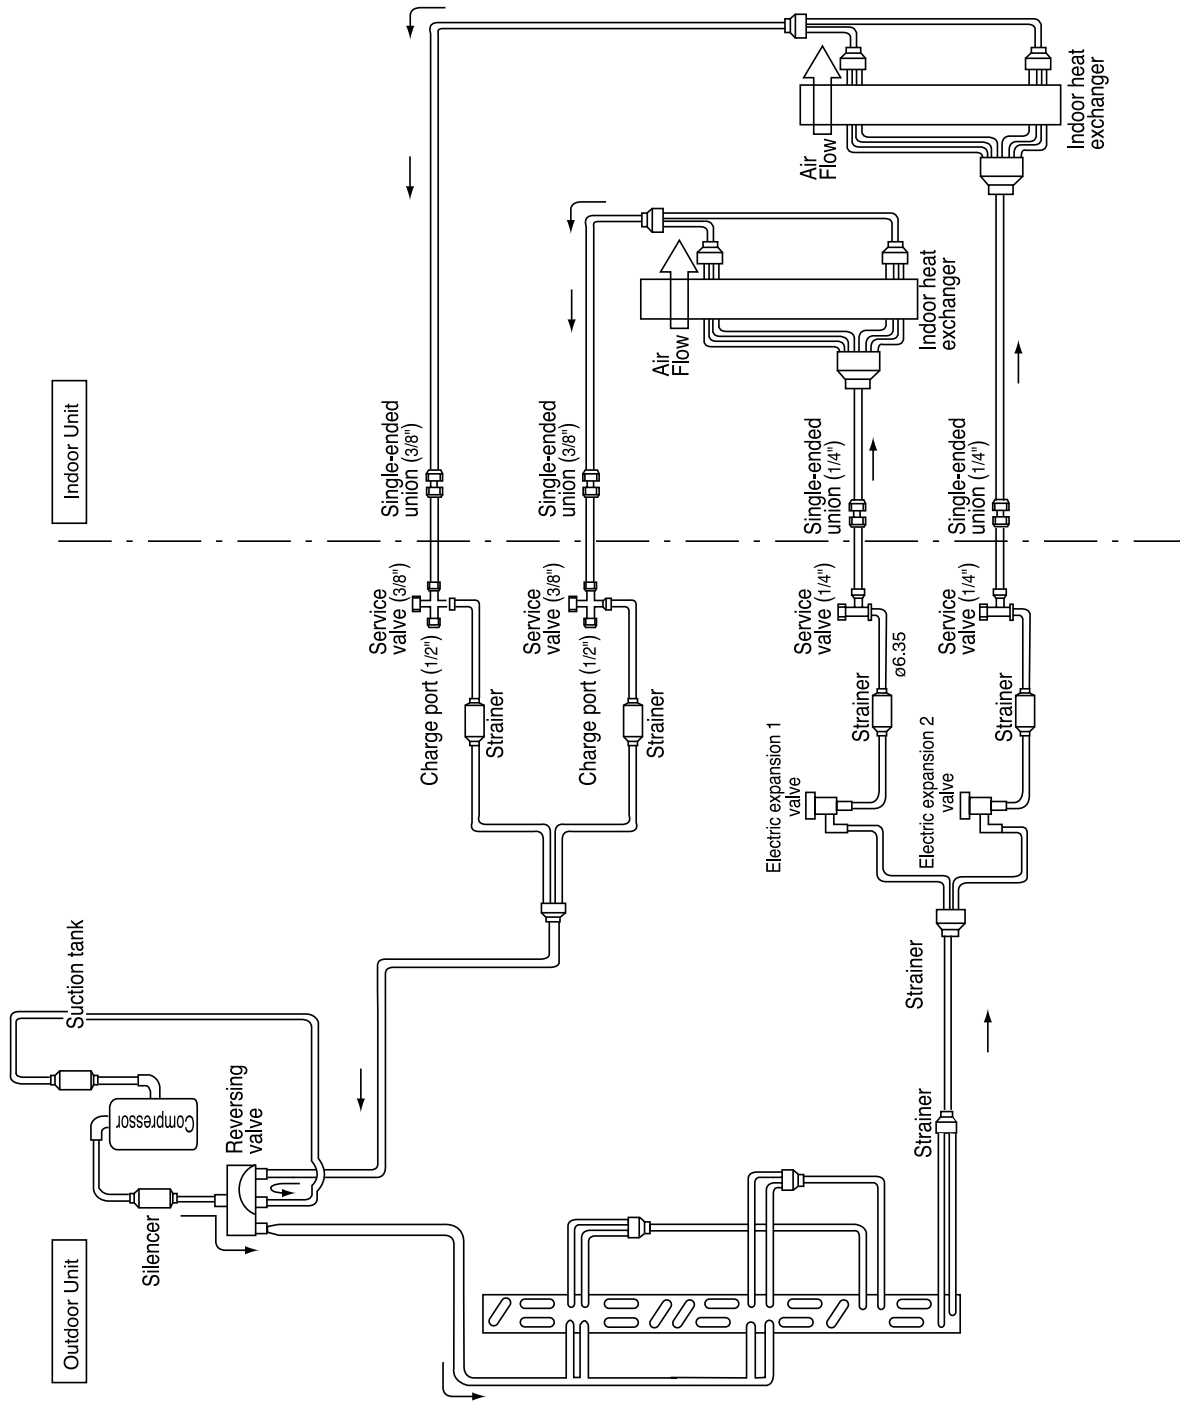 Indoor heat
exchanger
Air
Flow
Indoor heat
exchanger
Air
Flow
Indoor Unit
Single-ended
union (3/8")
Single-ended
union (3/8")
Single-ended
union (1/4")
Single-ended
union (1/4")
Service
valve (3/8")
Service
valve (3/8")
Service
valve (1/4")
Service
valve (1/4")
Charge port (1/2")
Charge port (1/2")
ø6.35
Strainer
Strainer
Strainer
Strainer
Electric expansion 1
valve
Electric expansion 2
valve
Suction tank
Strainer
Compressor
Reversing
valve
Strainer
Silencer
Outdoor Unit